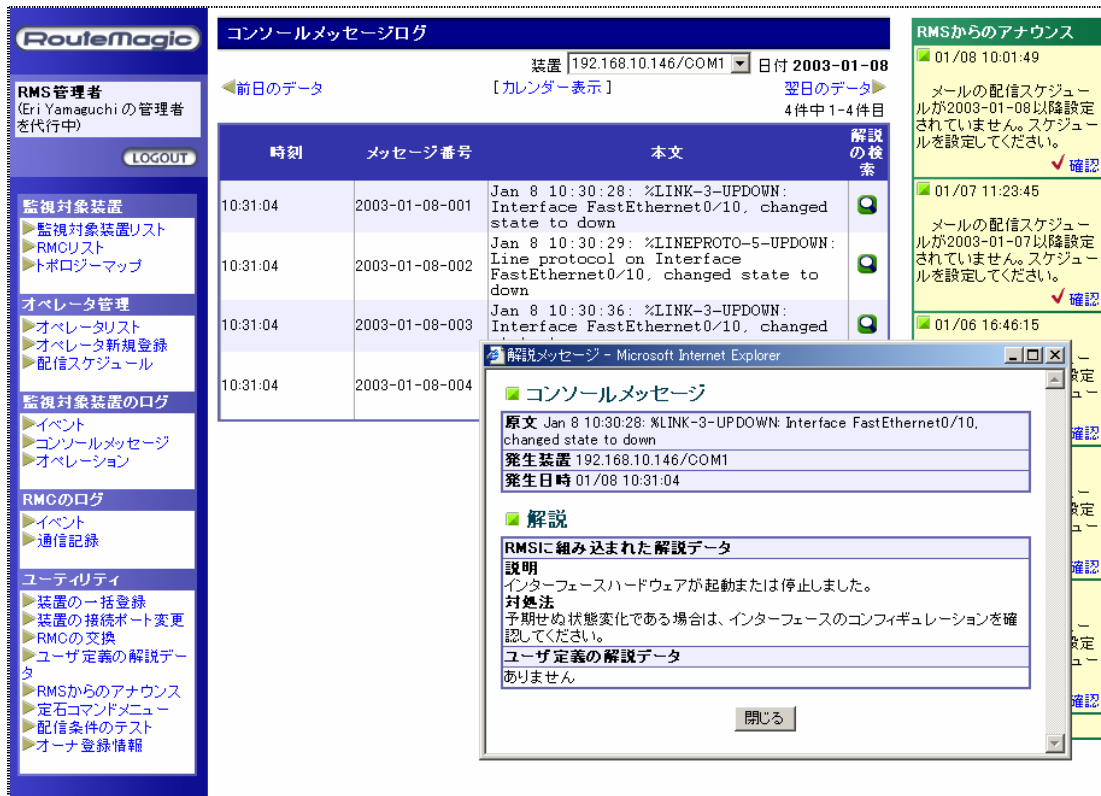 RouteMagic
RMS管理者
(Eri Yamaguchi の管理者
を代行中)
LOGOUT
監視対象装置
監視対象装置リスト
RMCリスト
トポロジーマップ
オペレータ管理
オペレータリスト
オペレータ新規登録
配信スケジュール
監視対象装置のログ
イベント
コンソールメッセージ
オペレーション
RMCのログ
イベント
通信記録
ユーティリティ
装置の一括登録
装置の接続ポート変更
RMCの交換
ユーザ定義の解説デー
タ
RMSからのアナウンス
定石コマンドメニュー
配信条件のテスト
オーナ登録情報
コンソールメッセージログ
装置 192.168.10.146/COM1 日付 2003-01-08
前日のデータ [カレンダー表示] 翌日のデータ
4件中 1-4件目
時刻 メッセージ番号 本文 解説
の検
索
10:31:04 2003-01-08-001 Jan 8 10:30:28: %LINK-3-UPDOWN:
Interface FastEthernet0/10, changed
state to down
10:31:04 2003-01-08-002 Jan 8 10:30:29: %LINEPROTO-5-UPDOWN:
Line protocol on Interface
FastEthernet0/10, changed state to
down
10:31:04 2003-01-08-003 Jan 8 10:30:36: %LINK-3-UPDOWN:
Interface FastEthernet0/10, changed
10:31:04 2003-01-08-004
解説メッセージ - Microsoft Internet Explorer
コンソールメッセージ
原文 Jan 8 10:30:28: %LINK-3-UPDOWN: Interface FastEthernet0/10,
changed state to down
発生装置 192.168.10.146/COM1
発生日時 01/08 10:31:04
解説
RMSに組み込まれた解説データ
説明
インターフェースハードウェアが起動または停止しました。
対処法
予期せぬ状態変化である場合は、インターフェースのコンフィギュレーションを確
認してください。
ユーザ定義の解説データ
ありません
閉じる
RMSからのアナウンス
01/08 10:01:49
メールの配信スケジュー
ルが2003-01-08以降設定
されていません。スケジュー
ルを設定してください。
確認
01/07 11:23:45
メールの配信スケジュー
ルが2003-01-07以降設定
されていません。スケジュー
ルを設定してください。
確認
01/06 16:46:15
ー
設定
ュー
確認
ー
設定
ュー
確認
ー
設定
ュー
確認